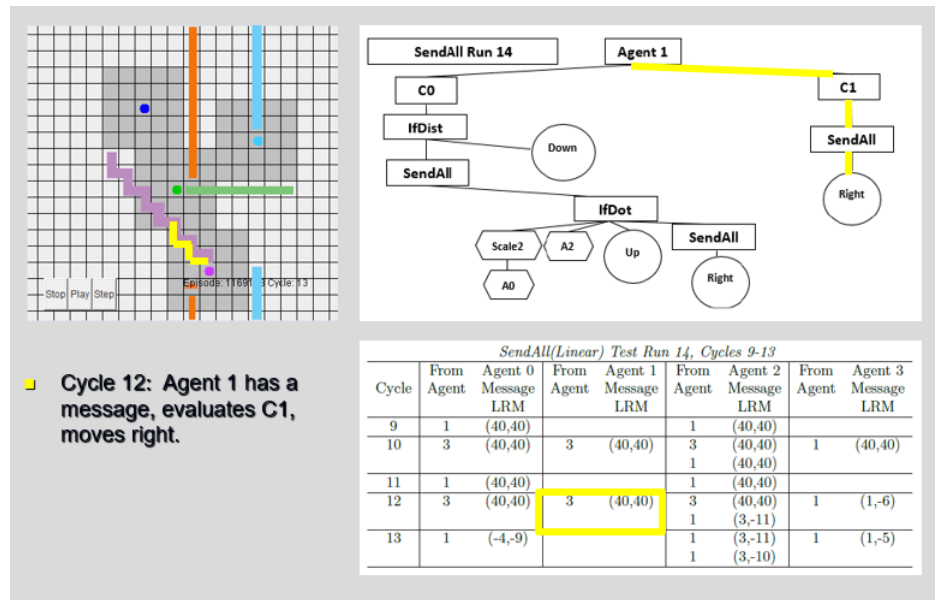 Episode: 11691 3 Cycle: 13
Stop Play Step
SendAll Run 14
Agent 1
C0
C1
IfDist
Down
SendAll
SendAll
Right
IfDot
Scale2
A2
Up
SendAll
A0
Right
Cycle 12: Agent 1 has a
message, evaluates C1,
moves right.
SendAll(Linear) Test Run 14, Cycles 9-13
From Agent 0 From Agent 1 From Agent 2 From Agent 3
Cycle Agent Message Agent Message Agent Message Agent Message
LRM LRM LRM LRM
9 1 (40,40) 1 (40,40)
10 3 (40,40) 3 (40,40) 3 (40,40) 1 (40,40)
1 (40,40)
11 1 (40,40) 1 (40,40)
12 3 (40,40) 3 (40,40) 3 (40,40) 1 (1,-6)
1 (3,-11)
13 1 (-4,-9) 1 (3,-11) 1 (1,-5)
1 (3,-10)